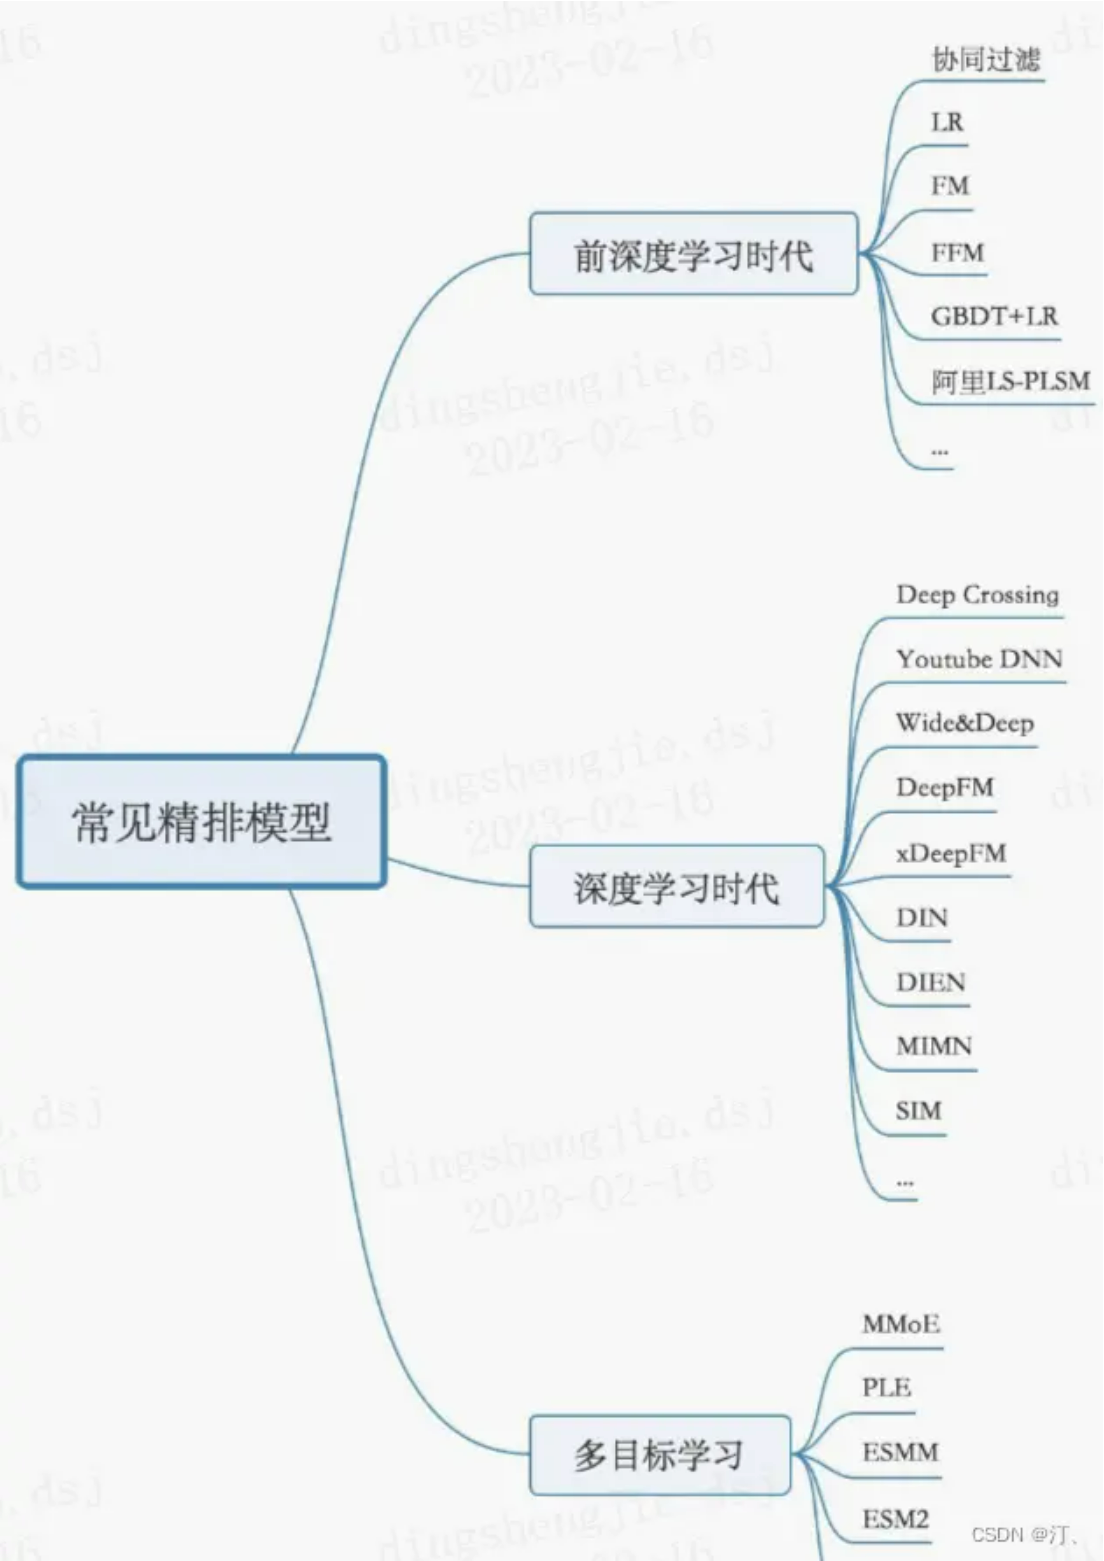 协同过滤
LR
FM
FFM
GBDT+LR
阿里LS-PLSM
...
前深度学习时代
Deep Crossing
Youtube DNN
Wide&Deep
DeepFM
xDeepFM
DIN
DIEN
MIMN
SIM
...
深度学习时代
常见精排模型
MMoE
PLE
ESMM
ESM2
多目标学习
CSDN @汀、
dingshengjie.dsj
2023-02-16